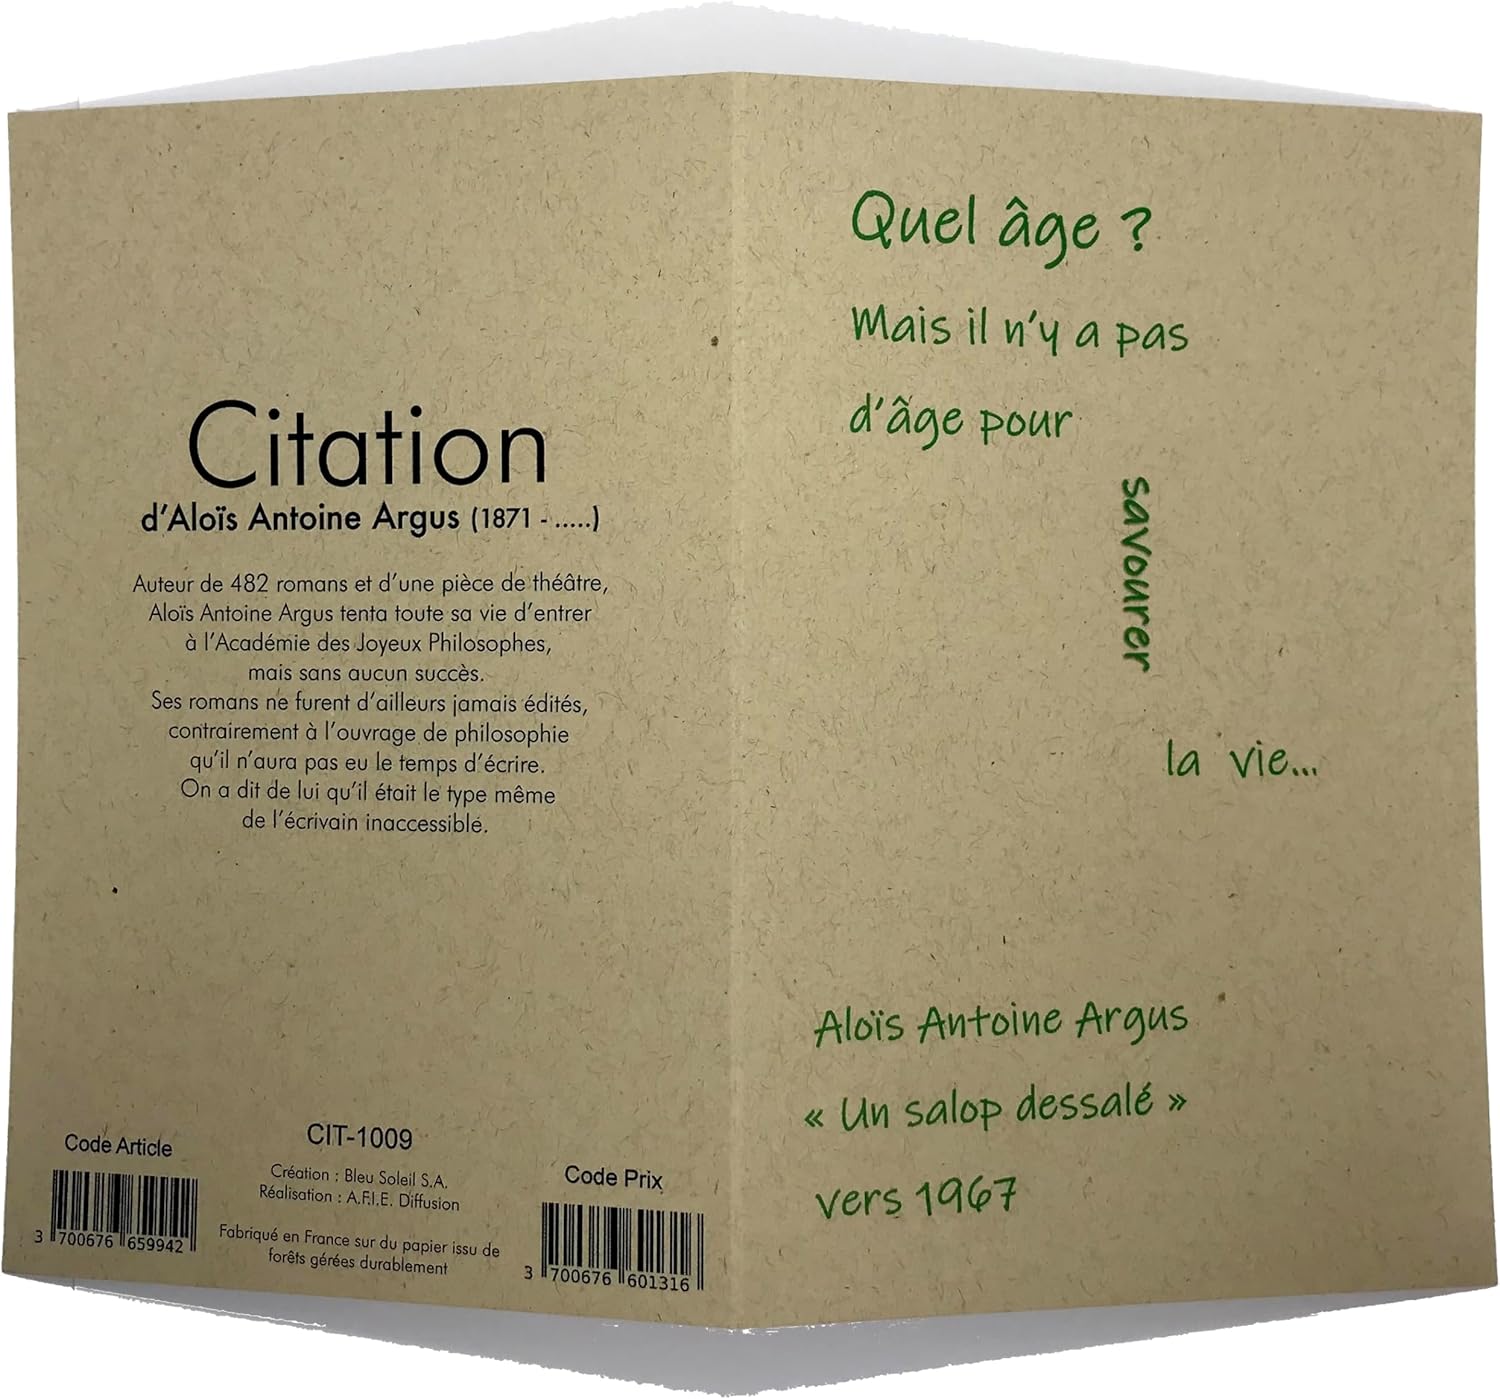 Citation
d'Aloïs Antoine Argus (1871 - .....)
Auteur de 482 romans et d'une pièce de théâtre,
Aloïs Antoine Argus tenta toute sa vie d'entrer
à l'Académie des Joyeux Philosophes,
mais sans aucun succès.
Ses romans ne furent d'ailleurs jamais édités,
contrairement à l'ouvrage de philosophie
qu'il n'aura pas eu le temps d'écrire.
On a dit de lui qu'il était le type même
de l'écrivain inaccessible.
Code Article
3 700676 659942
CIT-1009
Création : Bleu Soleil S.A.
Réalisation : A.F.I.E. Diffusion
Fabriqué en France sur du papier issu de
forêts gérées durablement
Code Prix
3 700676 601316
Quel âge ?
Mais il n'y a pas
d'âge pour
savourer
la vie...
Aloïs Antoine Argus
« Un salop dessalé »
vers 1967